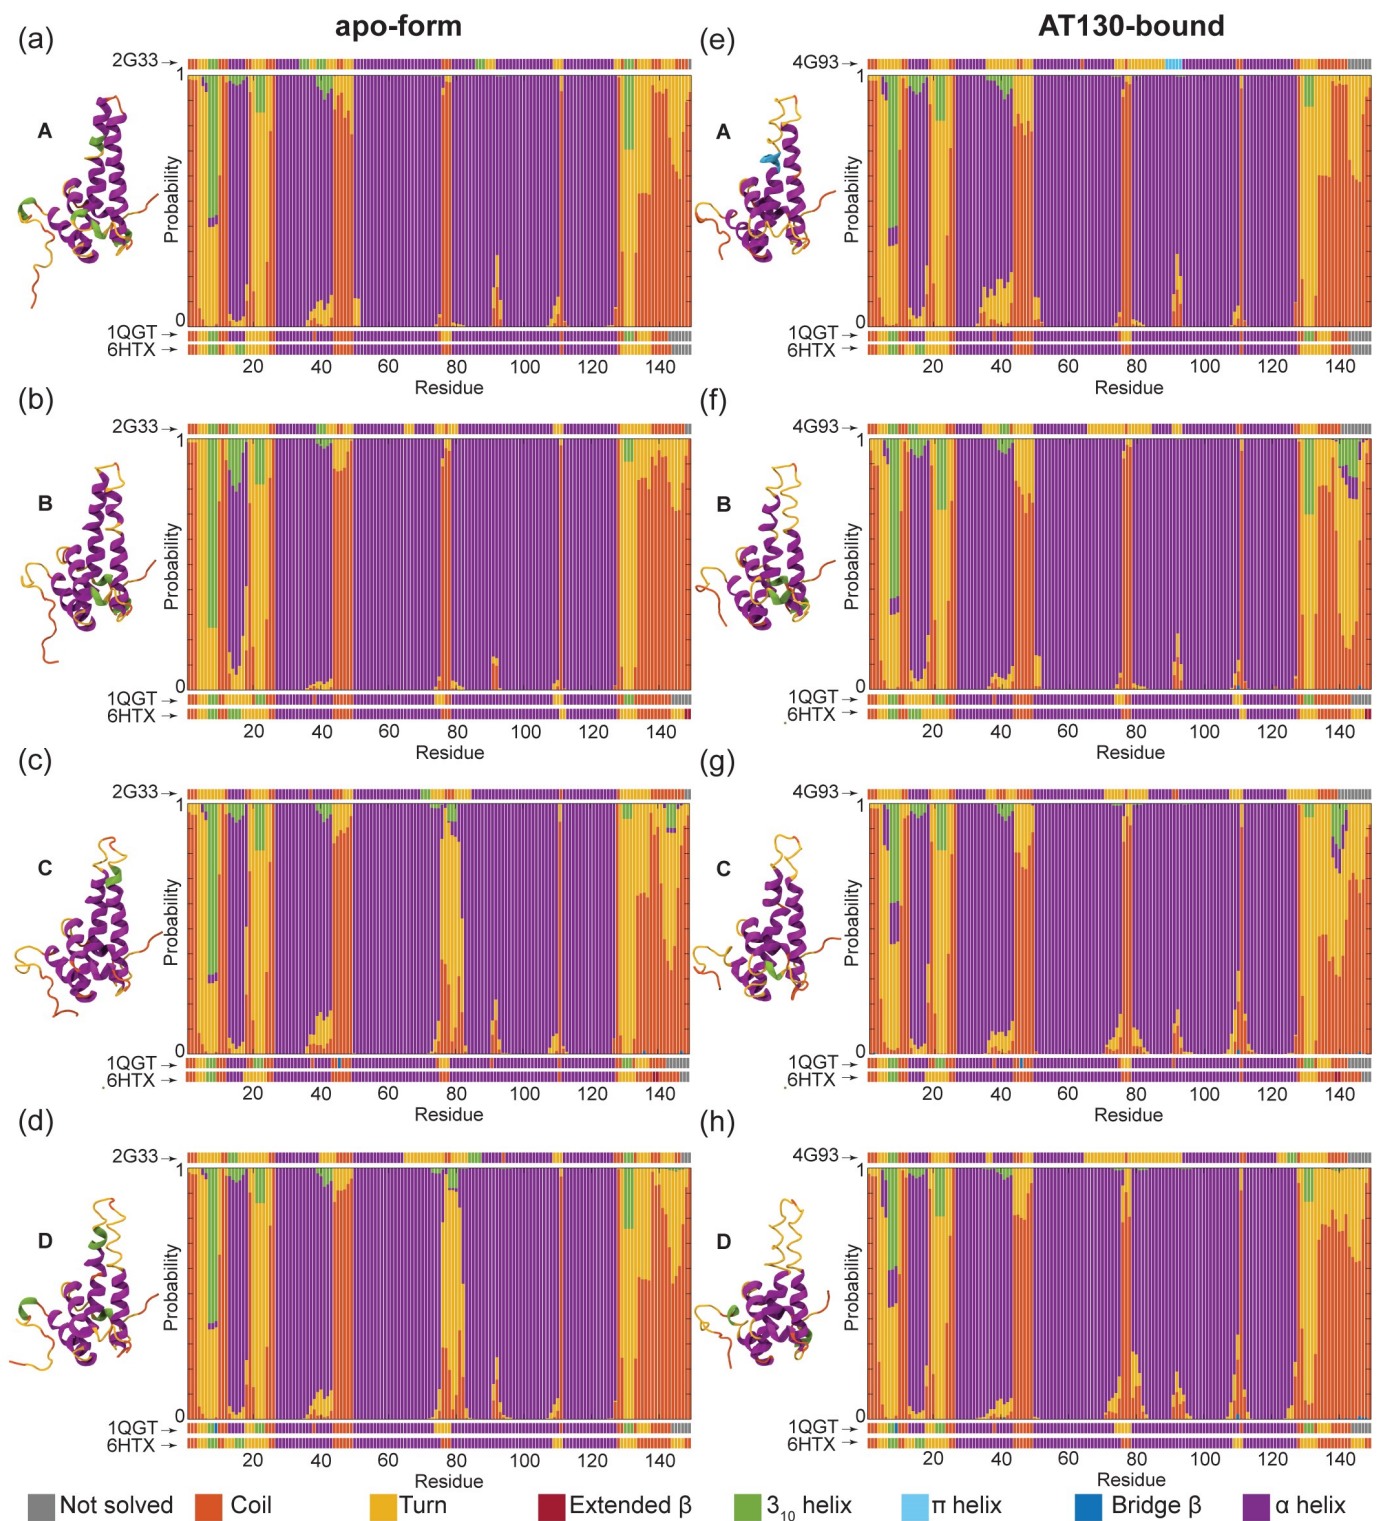 apo-form
AT130-bound
(a)
2G33
1
A
Probability
0
1QGT
6HTX
20 40 60 80 100 120 140
Residue
(e)
4G93
1
A
Probability
0
1QGT
6HTX
20 40 60 80 100 120 140
Residue
(b)
2G33
1
B
Probability
0
1QGT
6HTX
20 40 60 80 100 120 140
Residue
(f)
4G93
1
B
Probability
0
1QGT
6HTX
20 40 60 80 100 120 140
Residue
(c)
2G33
1
C
Probability
0
1QGT
6HTX
20 40 60 80 100 120 140
Residue
(g)
4G93
1
C
Probability
0
1QGT
6HTX
20 40 60 80 100 120 140
Residue
(d)
2G33
1
D
Probability
0
1QGT
6HTX
20 40 60 80 100 120 140
Residue
(h)
4G93
1
D
Probability
0
1QGT
6HTX
20 40 60 80 100 120 140
Residue
Not solved Coil Turn Extended β 3₁₀ helix π helix Bridge β α helix